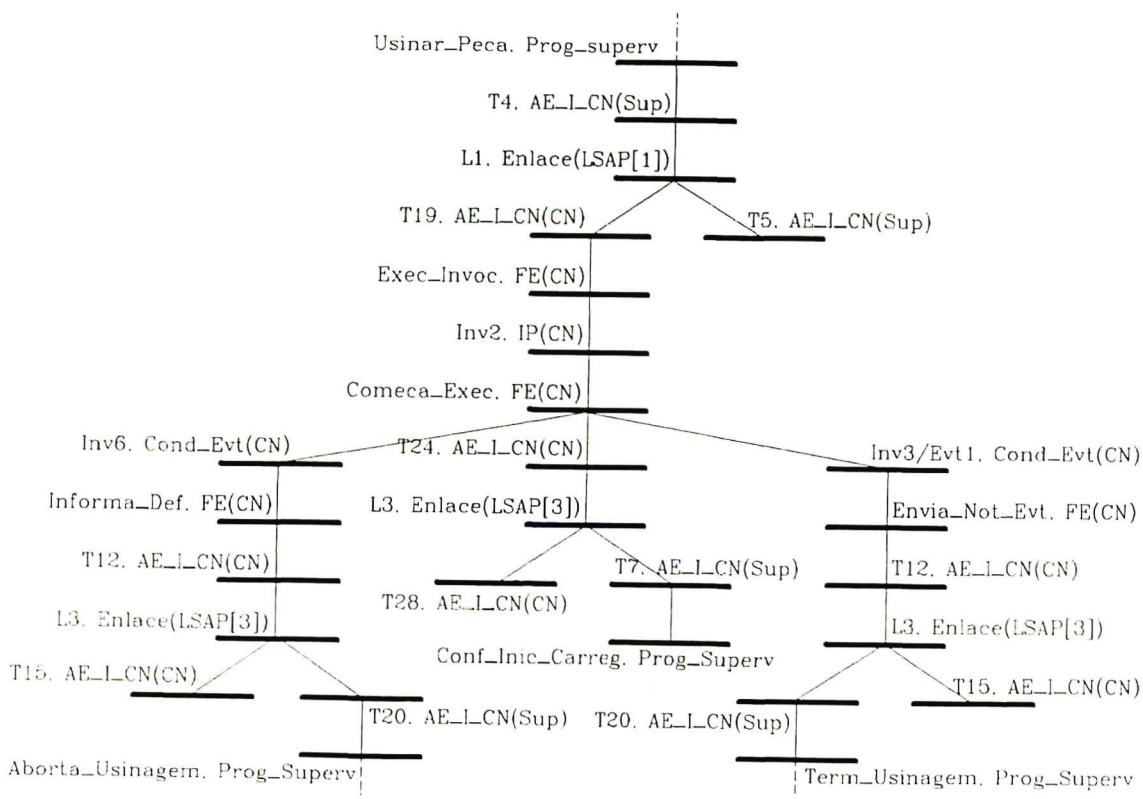 Usinar_Peca. Prog_superv
T4. AE_I_CN(Sup)
L1. Enlace(LSAP[1])
T19. AE_I_CN(CN)
T5. AE_I_CN(Sup)
Exec_Invoc. FE(CN)
Inv2. IP(CN)
Comeca_Exec. FE(CN)
Inv6. Cond_Evt(CN)
T24. AE_I_CN(CN)
Inv3/Evt1. Cond_Evt(CN)
Informa_Def. FE(CN)
L3. Enlace(LSAP[3])
Envia_Not_Evt. FE(CN)
T12. AE_I_CN(CN)
T7. AE_I_CN(Sup)
T12. AE_I_CN(CN)
T28. AE_I_CN(CN)
L3. Enlace(LSAP[3])
L3. Enlace(LSAP[3])
Conf_Inic_Carreg. Prog_Superv
T15. AE_I_CN(CN)
T15. AE_I_CN(CN)
T20. AE_I_CN(Sup)
T20. AE_I_CN(Sup)
Aborta_Usinagem. Prog_Superv
Term_Usinagem. Prog_Superv